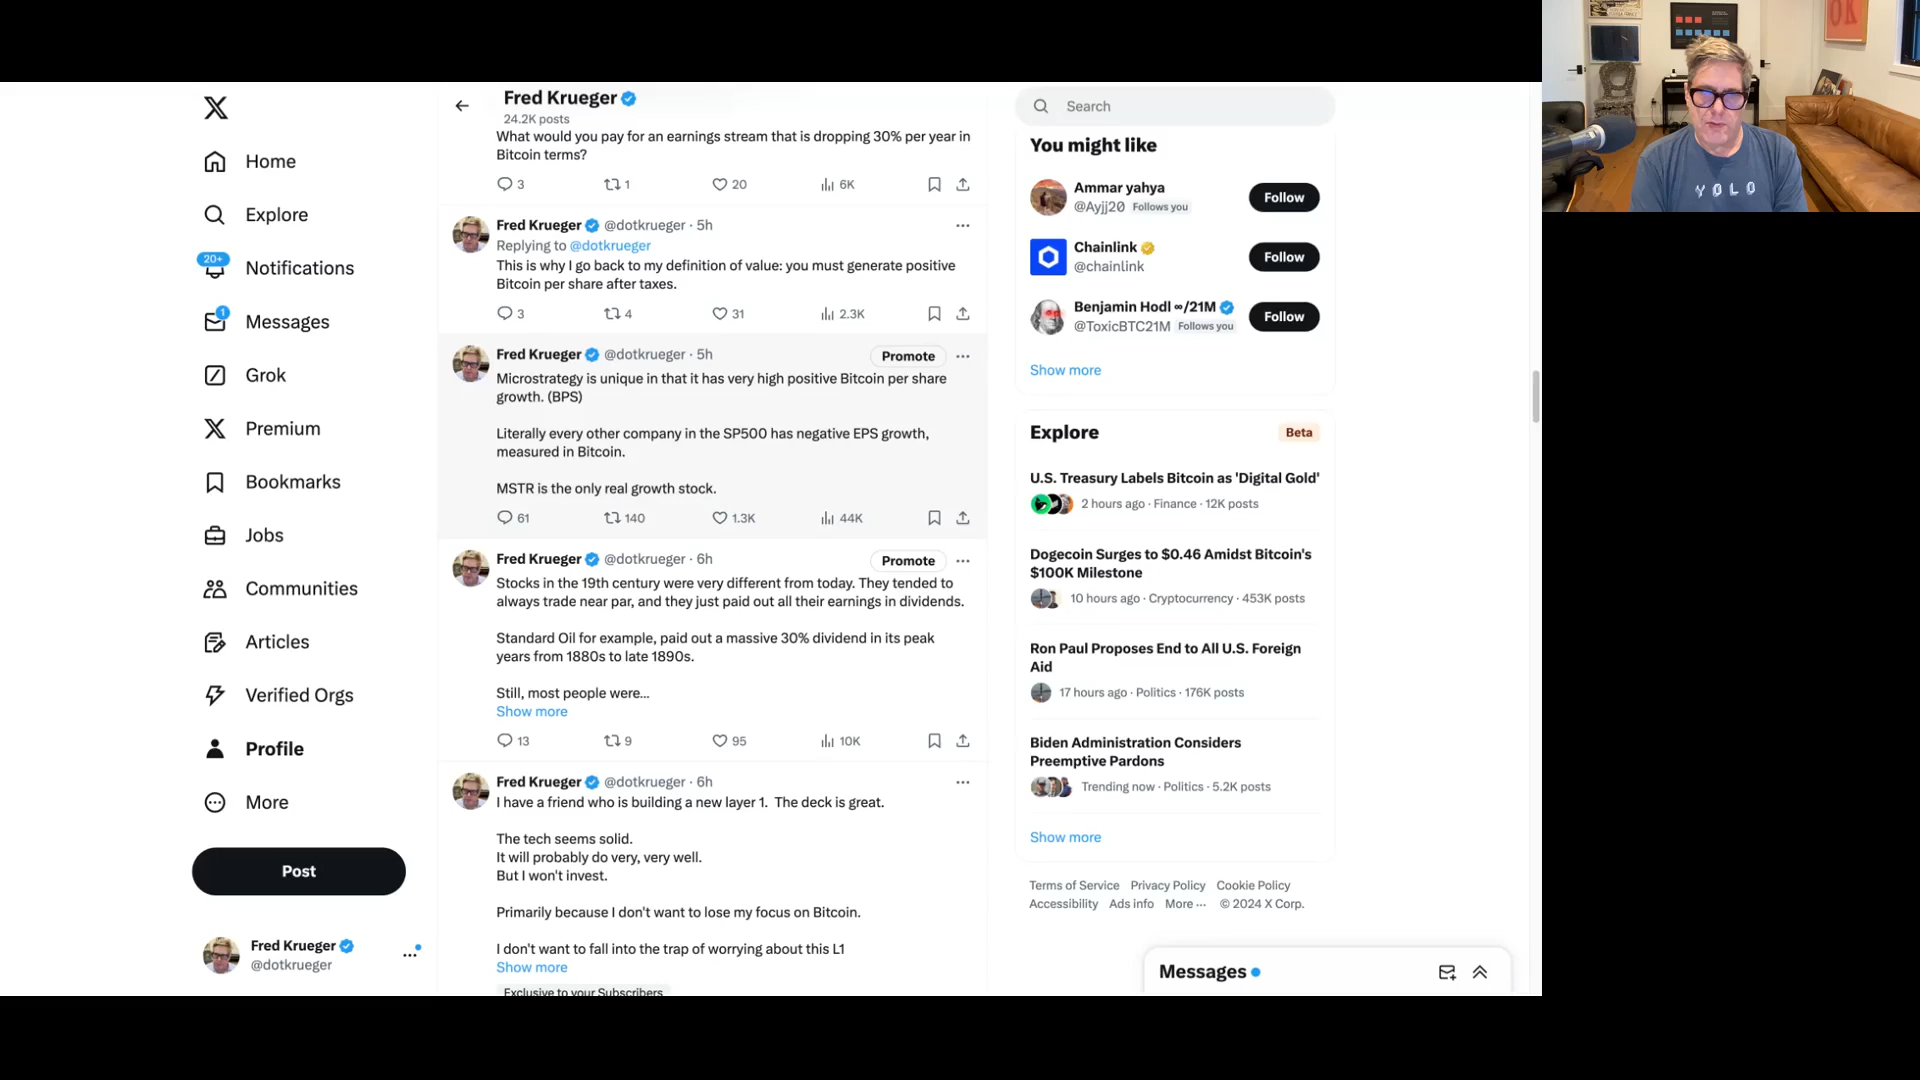 Home
Explore
20+
Notifications
1
Messages
Grok
Premium
Bookmarks
Jobs
Communities
Articles
Verified Orgs
Profile
More
Post
Fred Krueger
@dotkrueger
Fred Krueger
24.2K posts
What would you pay for an earnings stream that is dropping 30% per year in
Bitcoin terms?
3 1 20 6K
Fred Krueger @dotkrueger · 5h
Replying to @dotkrueger
This is why I go back to my definition of value: you must generate positive
Bitcoin per share after taxes.
3 4 31 2.3K
Fred Krueger @dotkrueger · 5h Promote
Microstrategy is unique in that it has very high positive Bitcoin per share
growth. (BPS)
Literally every other company in the SP500 has negative EPS growth,
measured in Bitcoin.
MSTR is the only real growth stock.
61 140 1.3K 44K
Fred Krueger @dotkrueger · 6h Promote
Stocks in the 19th century were very different from today. They tended to
always trade near par, and they just paid out all their earnings in dividends.
Standard Oil for example, paid out a massive 30% dividend in its peak
years from 1880s to late 1890s.
Still, most people were...
Show more
13 9 95 10K
Fred Krueger @dotkrueger · 6h
I have a friend who is building a new layer 1. The deck is great.
The tech seems solid.
It will probably do very, very well.
But I won't invest.
Primarily because I don't want to lose my focus on Bitcoin.
I don't want to fall into the trap of worrying about this L1
Show more
Exclusive to your Subscribers
Search
You might like
Ammar yahya
@Ayjj20 Follows you
Follow
Chainlink
@chainlink
Follow
Benjamin Hodl ∞/21M
@ToxicBTC21M Follows you
Follow
Show more
Explore Beta
U.S. Treasury Labels Bitcoin as 'Digital Gold'
2 hours ago · Finance · 12K posts
Dogecoin Surges to $0.46 Amidst Bitcoin's
$100K Milestone
10 hours ago · Cryptocurrency · 453K posts
Ron Paul Proposes End to All U.S. Foreign
Aid
17 hours ago · Politics · 176K posts
Biden Administration Considers
Preemptive Pardons
Trending now · Politics · 5.2K posts
Show more
Terms of Service Privacy Policy Cookie Policy
Accessibility Ads info More ··· © 2024 X Corp.
Messages
OK
YOLO